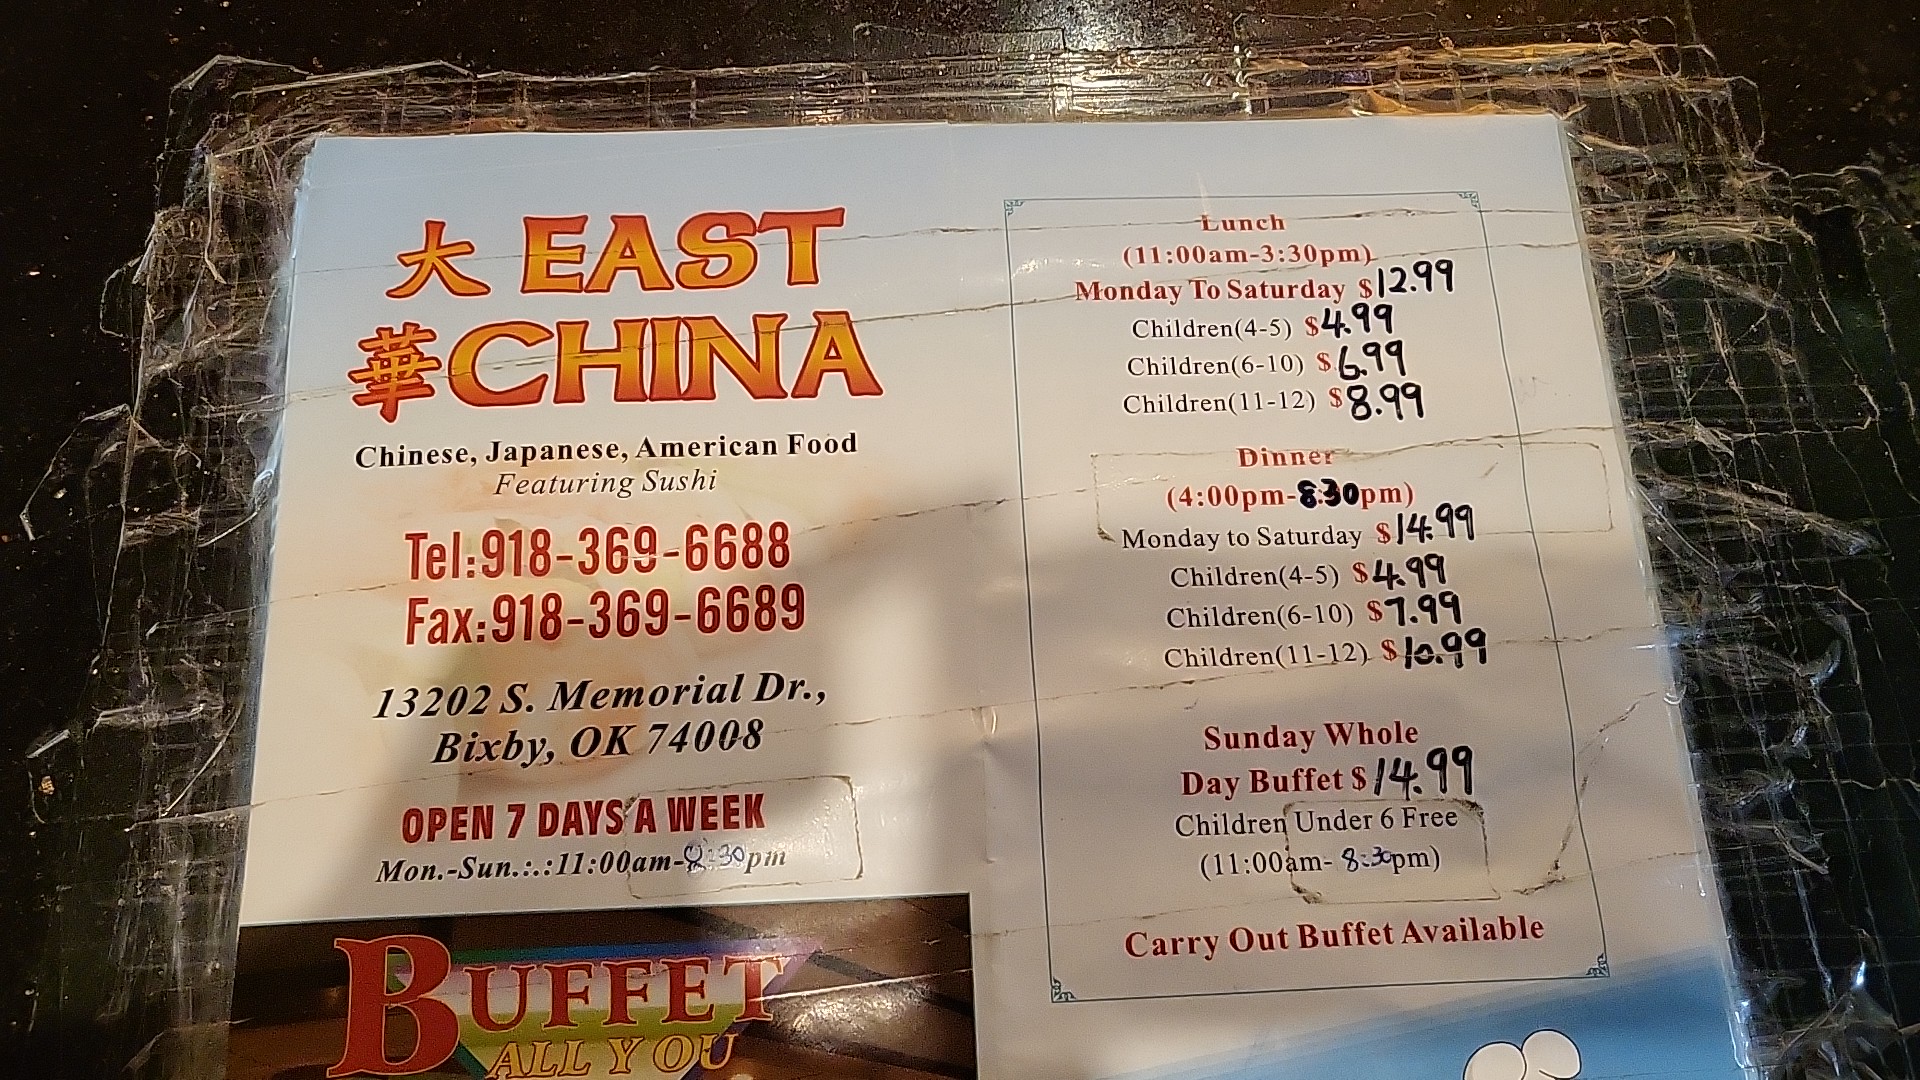 大 EAST
華 CHINA
Chinese, Japanese, American Food
Featuring Sushi
Tel:918-369-6688
Fax:918-369-6689
13202 S. Memorial Dr.,
Bixby, OK 74008
OPEN 7 DAYS A WEEK
Mon.-Sun.:.:11:00am-8:30pm
BUFFET
ALL YOU
Lunch
(11:00am-3:30pm)
Monday To Saturday $12.99
Children(4-5) $4.99
Children(6-10) $6.99
Children(11-12) $8.99
Dinner
(4:00pm-8:30pm)
Monday to Saturday $14.99
Children(4-5) $4.99
Children(6-10) $7.99
Children(11-12) $10.99
Sunday Whole
Day Buffet $14.99
Children Under 6 Free
(11:00am- 8:30pm)
Carry Out Buffet Available